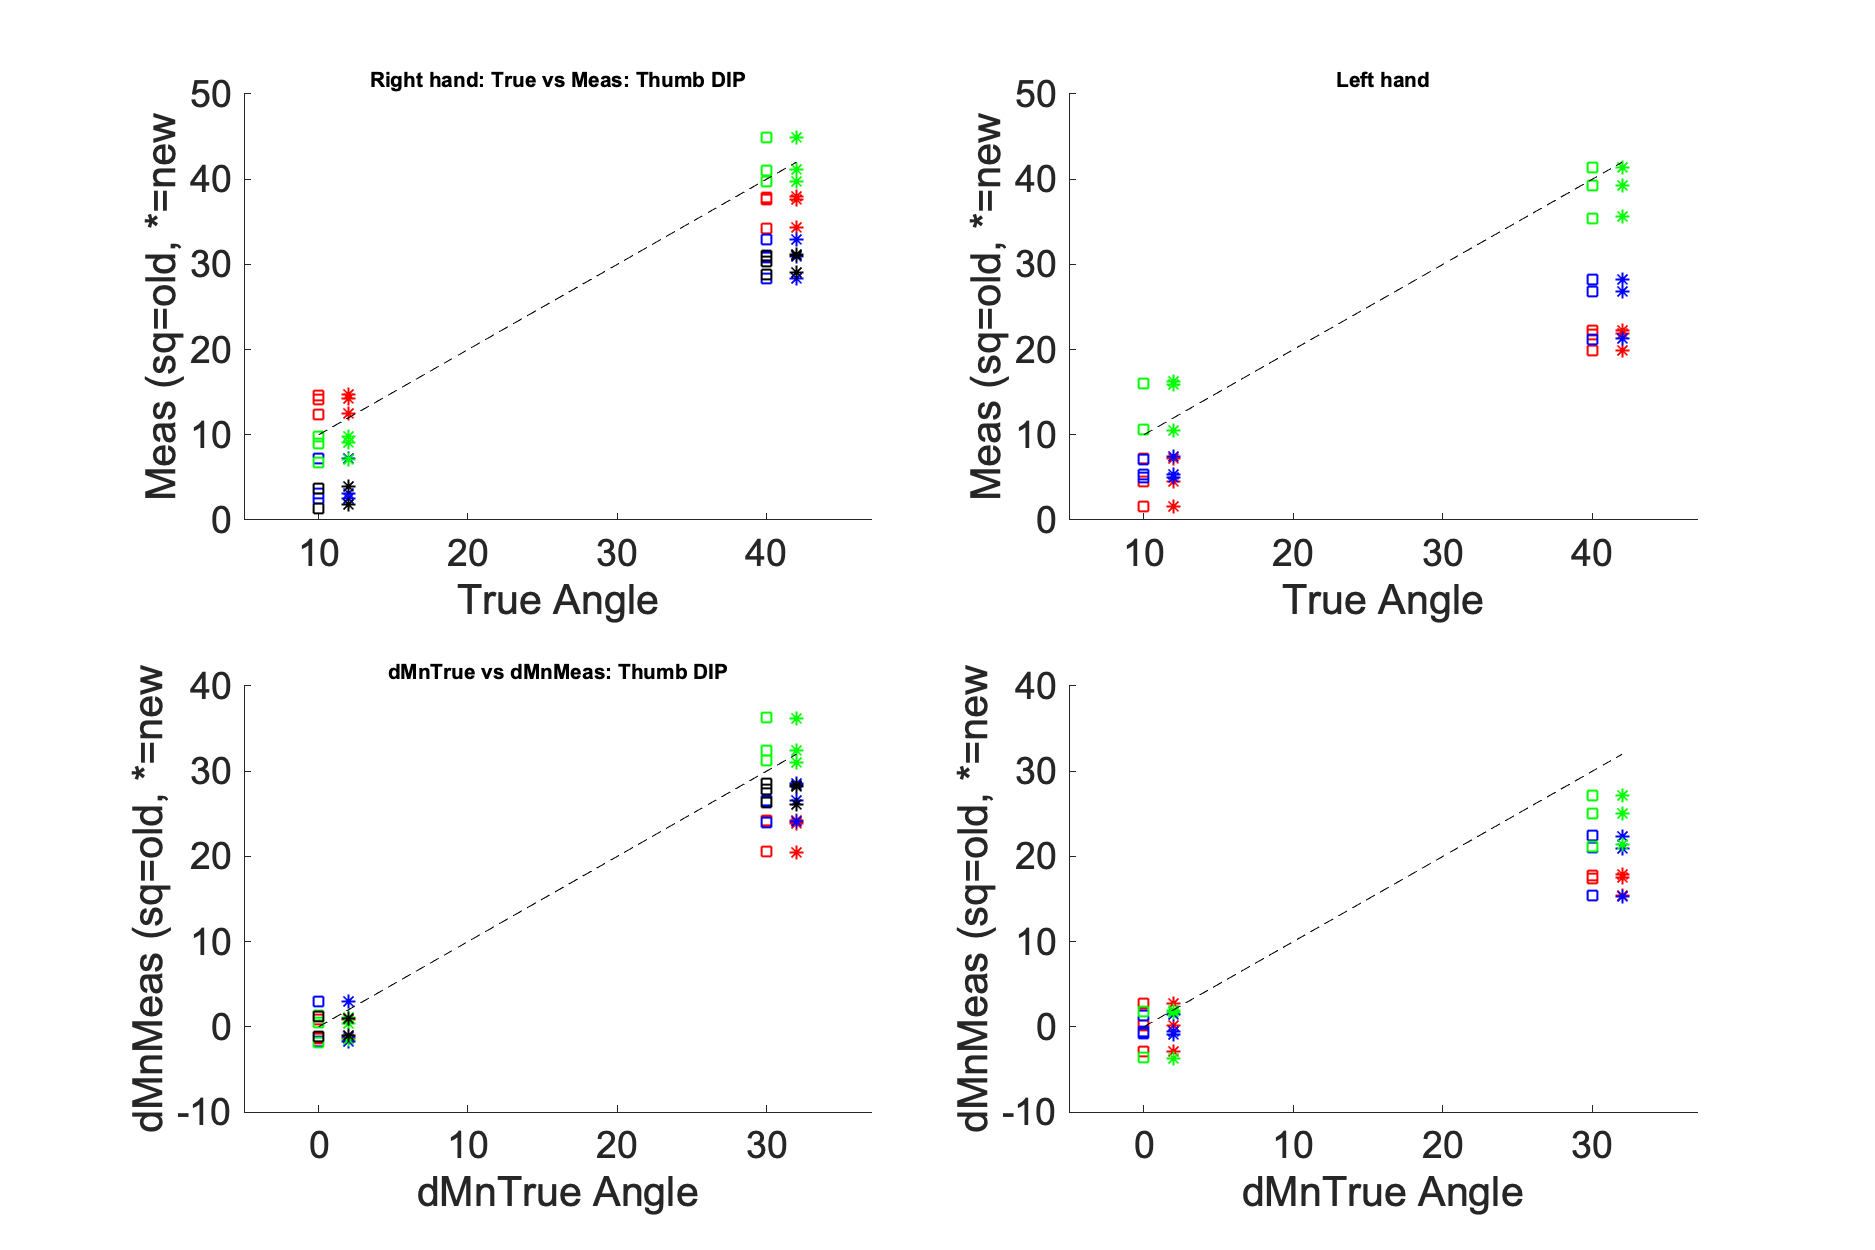 Right hand: True vs Meas: Thumb DIP
50
40
30
20
10
0
Meas (sq=old, *=new
10 20 30 40
True Angle
Left hand
50
40
30
20
10
0
Meas (sq=old, *=new
10 20 30 40
True Angle
dMnTrue vs dMnMeas: Thumb DIP
40
30
20
10
0
-10
dMnMeas (sq=old, *=new
0 10 20 30
dMnTrue Angle
40
30
20
10
0
-10
dMnMeas (sq=old, *=new
0 10 20 30
dMnTrue Angle